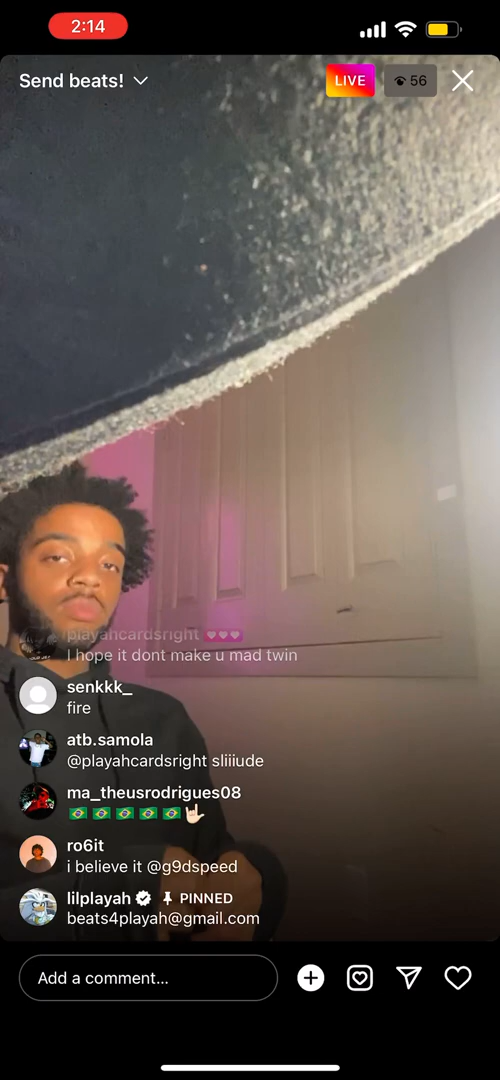 2:14
Send beats!
LIVE
56
playahcardsright 💜💜💜
I hope it dont make u mad twin
senkkk_
fire
atb.samola
@playahcardsright sliiiude
ma_theusrodrigues08
🇧🇷🇧🇷🇧🇷🇧🇷🇧🇷🤟🏻
ro6it
i believe it @g9dspeed
lilplayah PINNED
beats4playah@gmail.com
Add a comment...